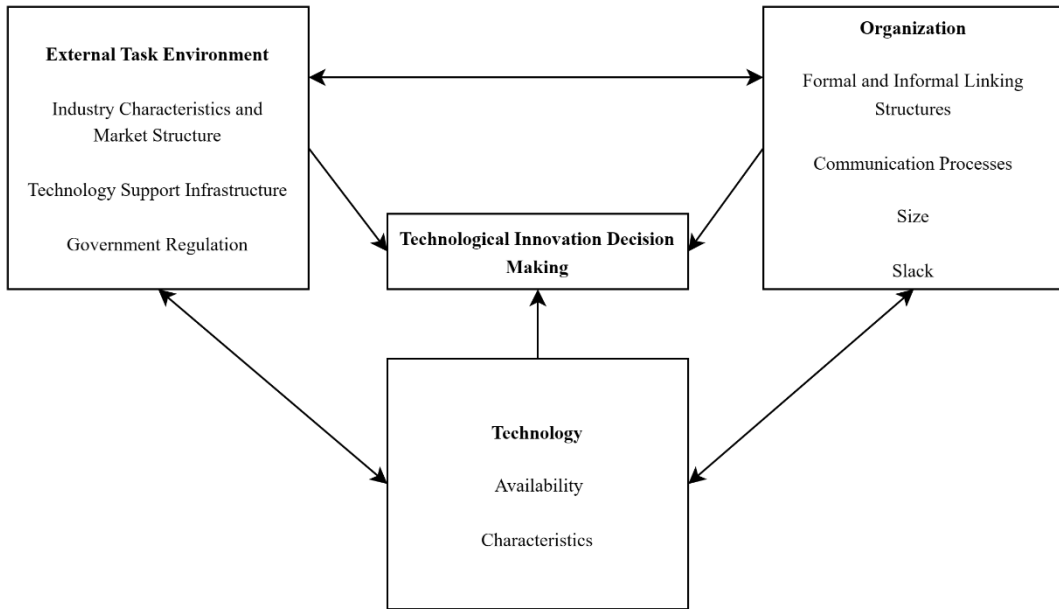 External Task Environment
Industry Characteristics and
Market Structure
Technology Support Infrastructure
Government Regulation
Organization
Formal and Informal Linking
Structures
Communication Processes
Size
Slack
Technological Innovation Decision
Making
Technology
Availability
Characteristics